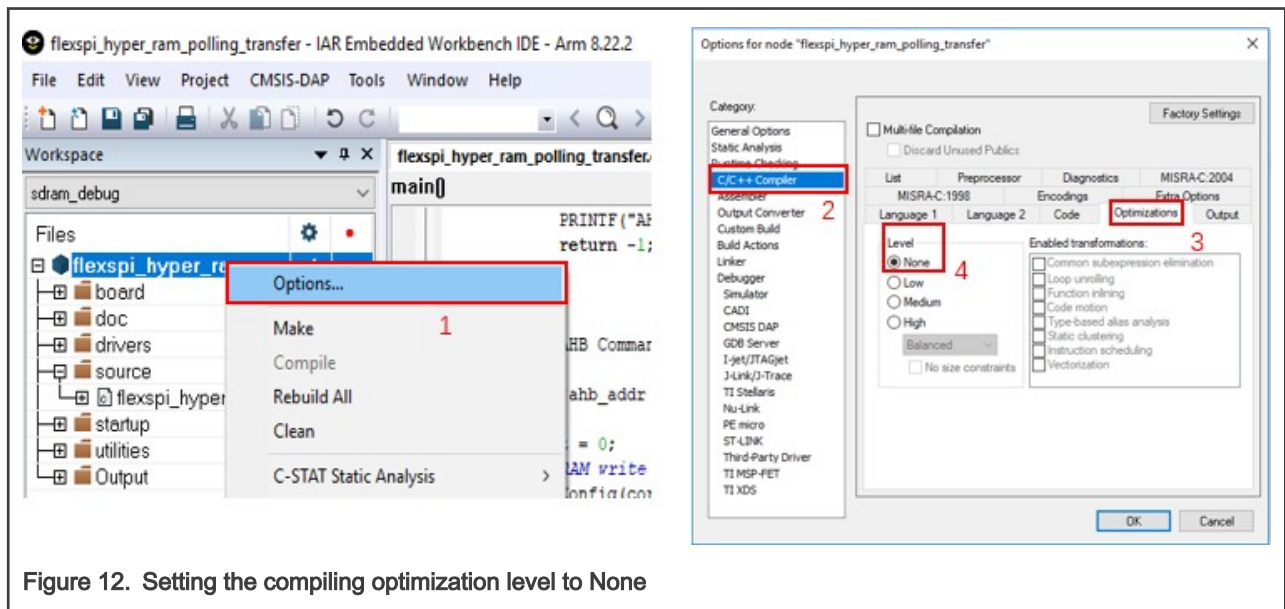 flexspi_hyper_ram_polling_transfer - IAR Embedded Workbench IDE - Arm 8.22.2
File Edit View Project CMSIS-DAP Tools Window Help
Workspace
sdram_debug
Files
flexspi_hyper_ra
board
doc
drivers
source
flexspi_hyper
startup
utilities
Output
Options...
Make
1
Compile
Rebuild All
Clean
C-STAT Static Analysis
flexspi_hyper_ram_polling_transfer.
main()
PRINTF("AH
return -1;
AHB Commar
ahb_addr
= 0;
AM write
Config(cor
Options for node "flexspi_hyper_ram_polling_transfer"
Category:
General Options
Static Analysis
Runtime Checking
C/C++ Compiler
2
Assembler
Output Converter
Custom Build
Build Actions
Linker
Debugger
Simulator
CADI
CMSIS DAP
GDB Server
I-jet/JTAGjet
J-Link/J-Trace
TI Stellaris
Nu-Link
PE micro
ST-LINK
Third-Party Driver
TI MSP-FET
TI XDS
Factory Settings
Multi-file Compilation
Discard Unused Publics
List Preprocessor Diagnostics MISRA-C:2004
MISRA-C:1998 Encodings Extra Options
Language 1 Language 2 Code Optimizations Output
3
Level
None
4
Low
Medium
High
Balanced
No size constraints
Enabled transformations:
Common subexpression elimination
Loop unrolling
Function inlining
Code motion
Type-based alias analysis
Static clustering
Instruction scheduling
Vectorization
OK Cancel
Figure 12. Setting the compiling optimization level to None